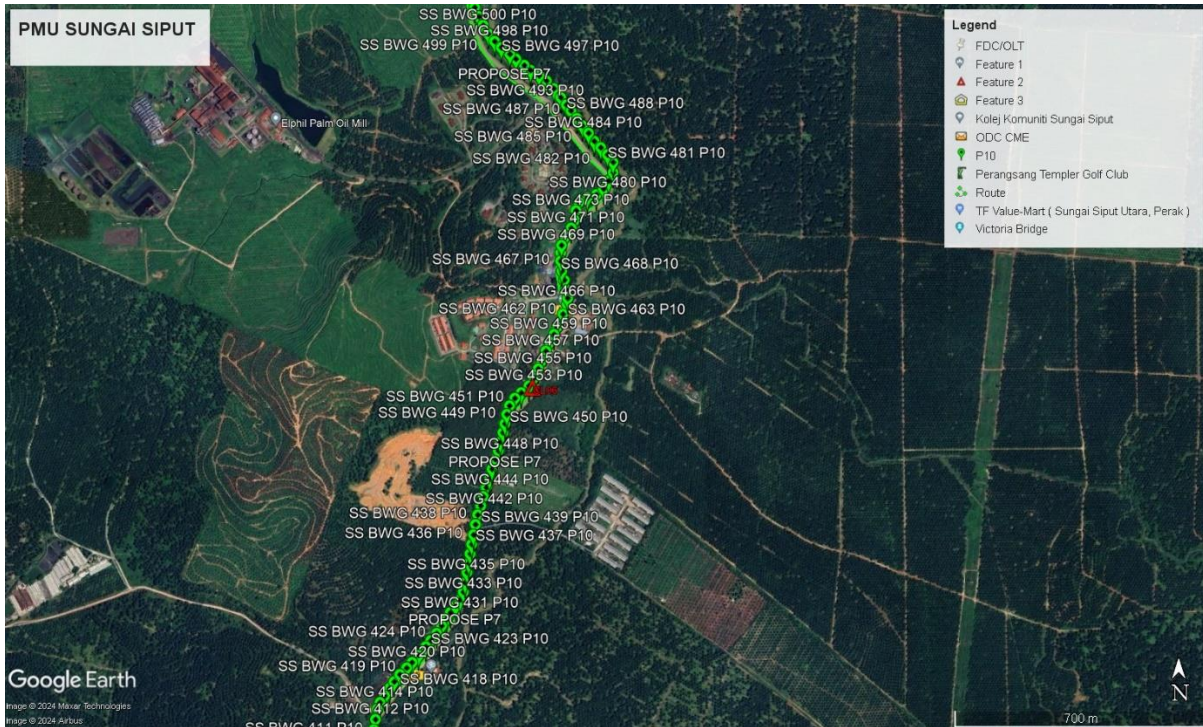 PMU SUNGAI SIPUT
SS BWG 500 P10
SS BWG 498 P10
SS BWG 499 P10
SS BWG 497 P10
PROPOSE P7
SS BWG 493 P10
SS BWG 487 P10
SS BWG 488 P10
SS BWG 484 P10
SS BWG 485 P10
SS BWG 482 P10
SS BWG 481 P10
SS BWG 480 P10
SS BWG 473 P10
SS BWG 471 P10
SS BWG 469 P10
SS BWG 467 P10
SS BWG 468 P10
SS BWG 466 P10
SS BWG 462 P10
SS BWG 463 P10
SS BWG 459 P10
SS BWG 457 P10
SS BWG 455 P10
SS BWG 453 P10
SS BWG 451 P10
SS BWG 449 P10
SS BWG 450 P10
SS BWG 448 P10
PROPOSE P7
SS BWG 444 P10
SS BWG 442 P10
SS BWG 438 P10
SS BWG 439 P10
SS BWG 436 P10
SS BWG 437 P10
SS BWG 435 P10
SS BWG 433 P10
SS BWG 431 P10
PROPOSE P7
SS BWG 424 P10
SS BWG 423 P10
SS BWG 420 P10
SS BWG 419 P10
SS BWG 418 P10
SS BWG 414 P10
SS BWG 412 P10
SS BWG 411 P10
Elphil Palm Oil Mill
Legend
FDC/OLT
Feature 1
Feature 2
Feature 3
Kolej Komuniti Sungai Siput
ODC CME
P10
Perangsang Templer Golf Club
Route
TF Value-Mart ( Sungai Siput Utara, Perak )
Victoria Bridge
Google Earth
Image © 2024 Maxar Technologies
Image © 2024 Airbus
N
700 m